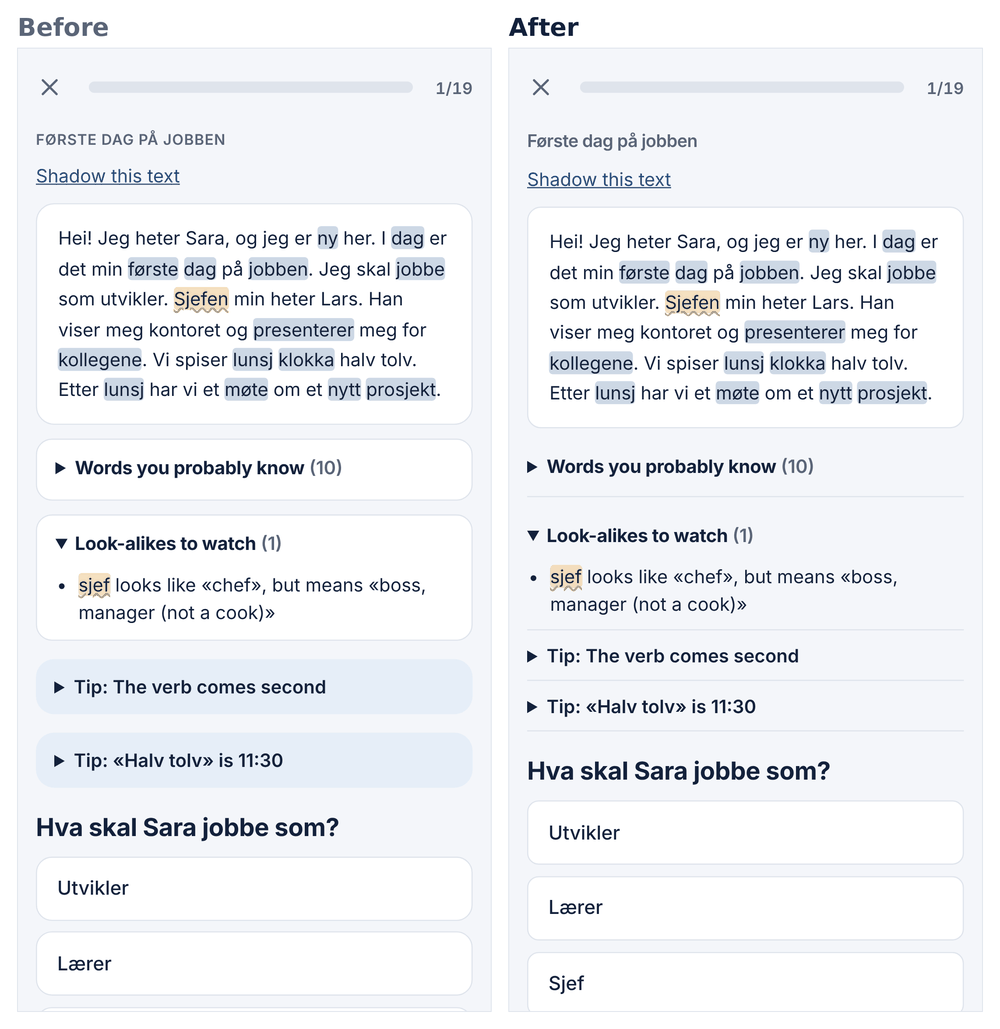 Before
1/19
FØRSTE DAG PÅ JOBBEN
Shadow this text
Hei! Jeg heter Sara, og jeg er ny her. I dag er
det min første dag på jobben. Jeg skal jobbe
som utvikler. Sjefen min heter Lars. Han
viser meg kontoret og presenterer meg for
kollegene. Vi spiser lunsj klokka halv tolv.
Etter lunsj har vi et møte om et nytt prosjekt.
Words you probably know (10)
Look-alikes to watch (1)
• sjef looks like «chef», but means «boss,
manager (not a cook)»
Tip: The verb comes second
Tip: «Halv tolv» is 11:30
Hva skal Sara jobbe som?
Utvikler
Lærer
After
1/19
Første dag på jobben
Shadow this text
Hei! Jeg heter Sara, og jeg er ny her. I dag er
det min første dag på jobben. Jeg skal jobbe
som utvikler. Sjefen min heter Lars. Han
viser meg kontoret og presenterer meg for
kollegene. Vi spiser lunsj klokka halv tolv.
Etter lunsj har vi et møte om et nytt prosjekt.
Words you probably know (10)
Look-alikes to watch (1)
• sjef looks like «chef», but means «boss,
manager (not a cook)»
Tip: The verb comes second
Tip: «Halv tolv» is 11:30
Hva skal Sara jobbe som?
Utvikler
Lærer
Sjef